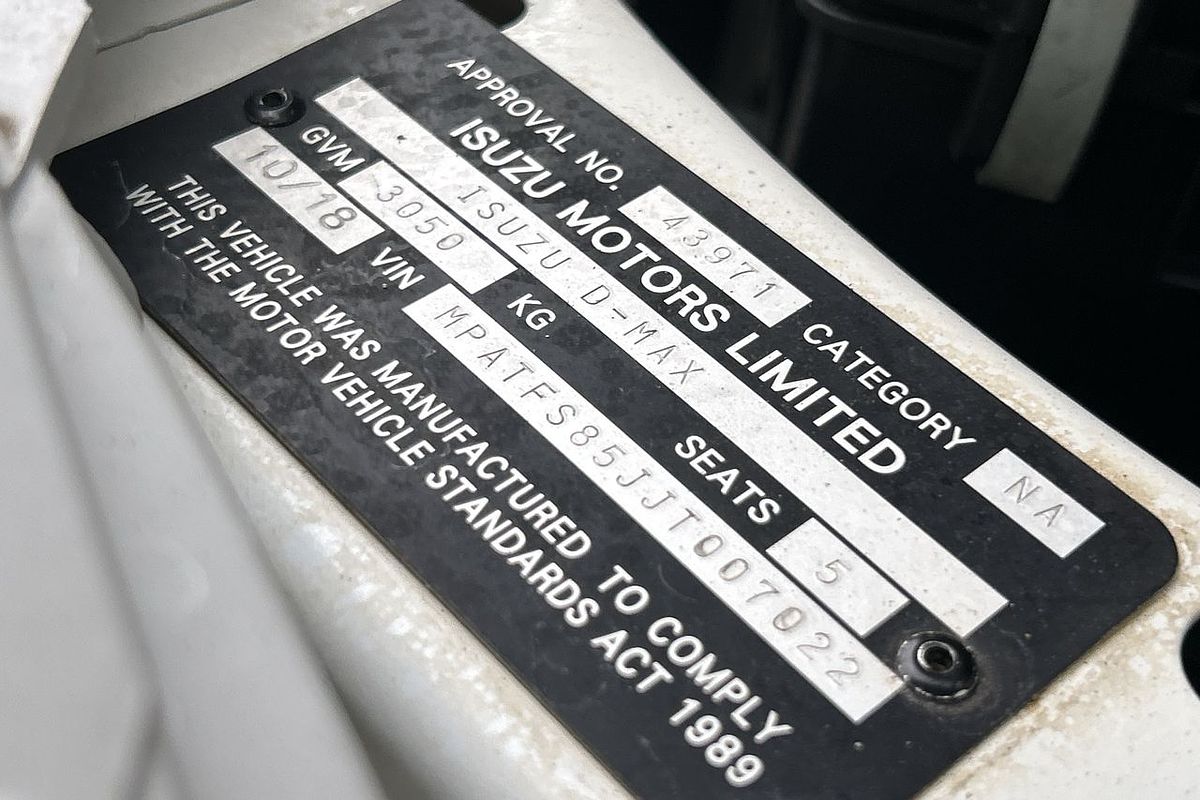 APPROVAL NO. 43971 CATEGORY NA
ISUZU MOTORS LIMITED
ISUZU D-MAX
GVM 3050 KG SEATS 5
10/18 VIN MPATFS85JJT007022
THIS VEHICLE WAS MANUFACTURED TO COMPLY
WITH THE MOTOR VEHICLE STANDARDS ACT 1989